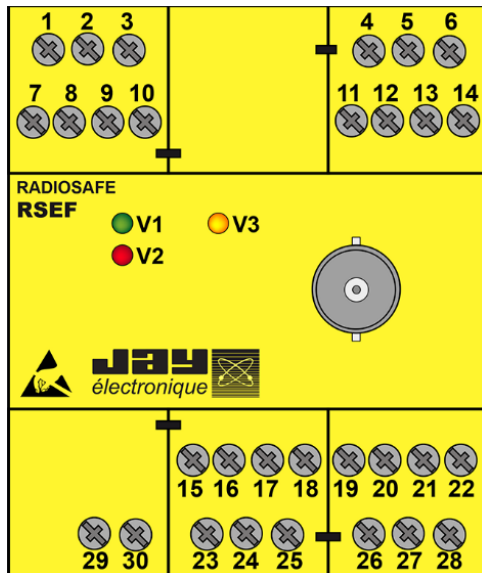 1 2 3 4 5 6
7 8 9 10 11 12 13 14
RADIOSAFE
RSEF
V1 V3
V2
Jay
électronique
15 16 17 18 19 20 21 22
29 30 23 24 25 26 27 28